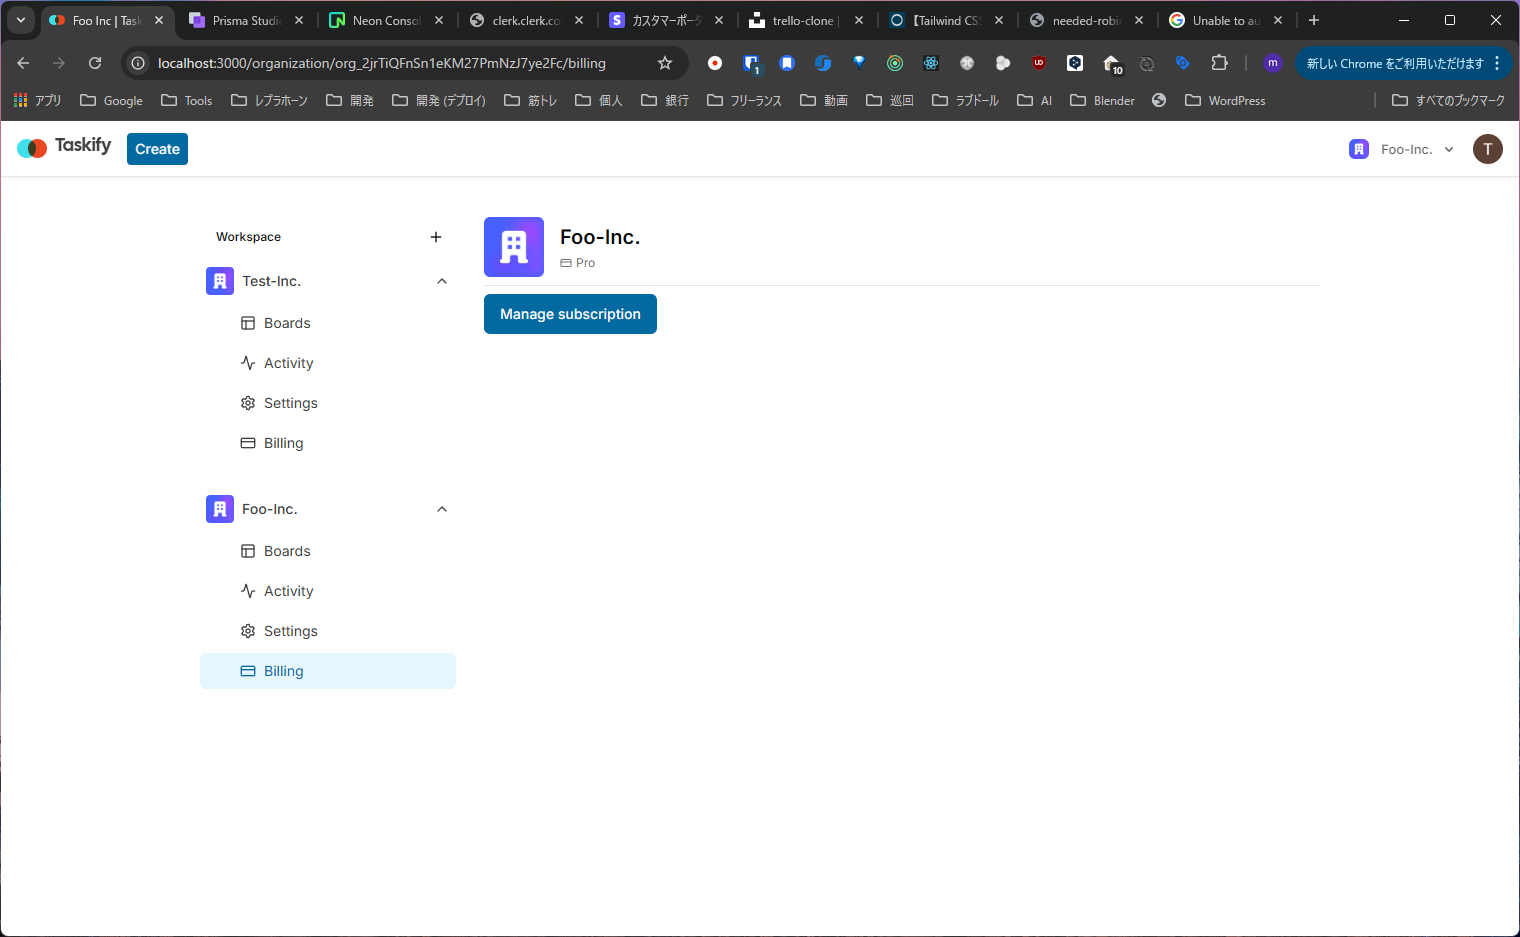 Foo Inc | Task
Prisma Studio
Neon Consol
clerk.clerk.co
カスタマーポータ
trello-clone |
【Tailwind CSS
needed-robin
Unable to au
localhost:3000/organization/org_2jrTiQFnSn1eKM27PmNzJ7ye2Fc/billing
1
10
m
新しい Chrome をご利用いただけます
アプリ
Google
Tools
レプラホーン
開発
開発 (デプロイ)
筋トレ
個人
銀行
フリーランス
動画
巡回
ラブドール
AI
Blender
WordPress
すべてのブックマーク
Taskify
Create
Foo-Inc.
T
Workspace
Test-Inc.
Boards
Activity
Settings
Billing
Foo-Inc.
Boards
Activity
Settings
Billing
Foo-Inc.
Pro
Manage subscription